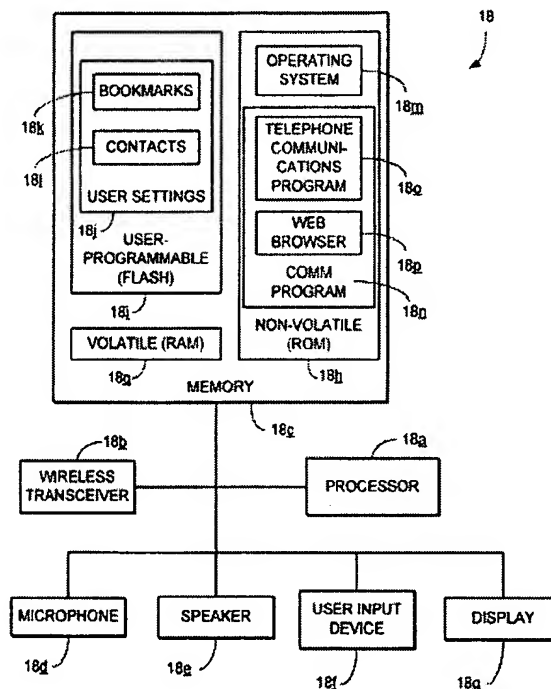 18
BOOKMARKS
18k
CONTACTS
18l
USER SETTINGS
18j
USER-
PROGRAMMABLE
(FLASH)
18i
VOLATILE (RAM)
18g
OPERATING
SYSTEM
18m
TELEPHONE
COMMUNI-
CATIONS
PROGRAM
18o
WEB
BROWSER
18p
COMM
PROGRAM
18n
NON-VOLATILE
(ROM)
18h
MEMORY
18c
18b
WIRELESS
TRANSCEIVER
18a
PROCESSOR
MICROPHONE
18d
SPEAKER
18e
USER INPUT
DEVICE
18f
DISPLAY
18g